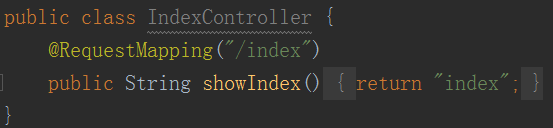 public class IndexController {
@RequestMapping("/index")
public String showIndex() { return "index"; }
}